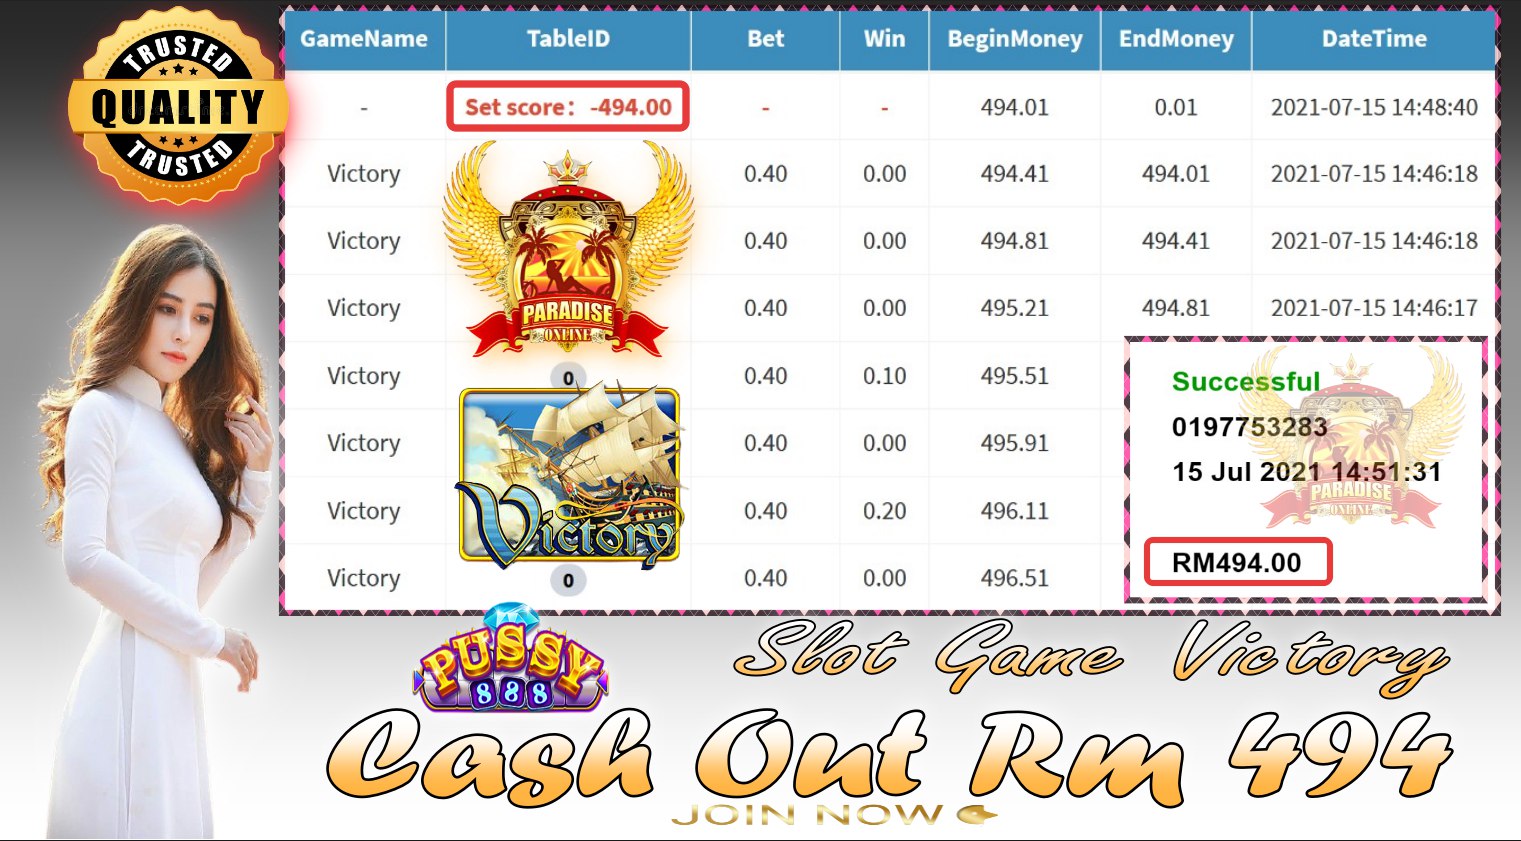 TRUSTED
QUALITY
TRUSTED
GameName TableID Bet Win BeginMoney EndMoney DateTime
- Set score: -494.00 - - 494.01 0.01 2021-07-15 14:48:40
Victory 0.40 0.00 494.41 494.01 2021-07-15 14:46:18
Victory 0.40 0.00 494.81 494.41 2021-07-15 14:46:18
Victory 0.40 0.00 495.21 494.81 2021-07-15 14:46:17
PARADISE
ONLINE
Victory 0 0.40 0.10 495.51
Victory 0.40 0.00 495.91
Victory 0.40 0.20 496.11
Victory
Victory 0 0.40 0.00 496.51
Successful
0197753283
15 Jul 2021 14:51:31
PARADISE
ONLINE
RM494.00
PUSSY
888
Slot Game Victory
Cash Out Rm 494
JOIN NOW